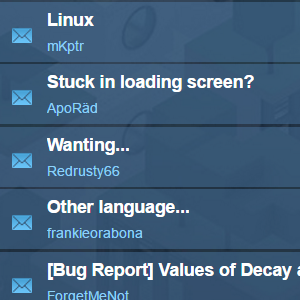 Linux
mKptr
Stuck in loading screen?
ApoRäd
Wanting...
Redrusty66
Other language...
frankieorabona
[Bug Report] Values of Decay a
ForgetMeNot